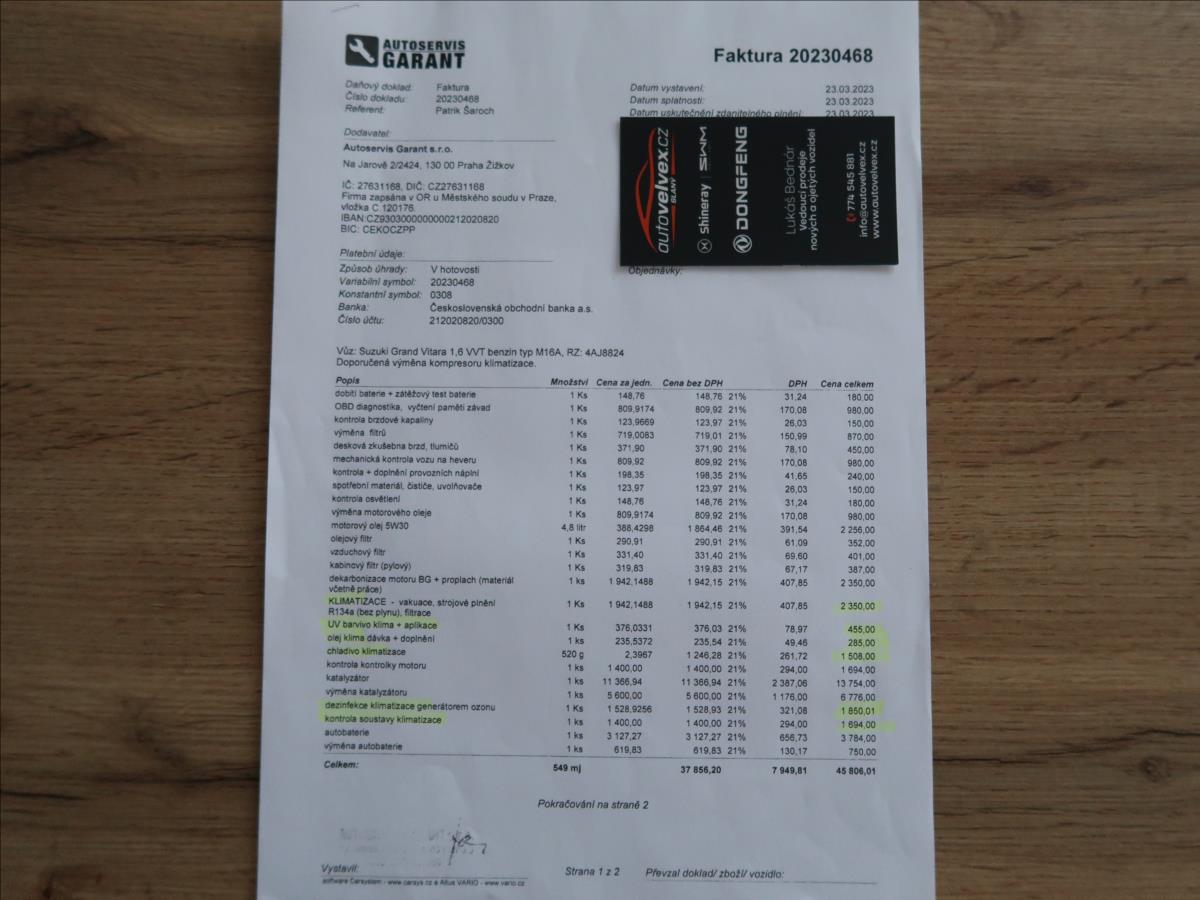 AUTOSERVIS
GARANT
Faktura 20230468
Daňový doklad: Faktura
Číslo dokladu: 20230468
Referent: Patrik Šaroch
Datum vystavení: 23.03.2023
Datum splatnosti: 23.03.2023
Datum uskutečnění zdanitelného plnění: 23.03.2023
Dodavatel:
Autoservis Garant s.r.o.
Na Jarově 2/2424, 130 00 Praha Žižkov
IČ: 27631168, DIČ: CZ27631168
Firma zapsána v OR u Městského soudu v Praze,
vložka C 120176.
IBAN:CZ9303000000000212020820
BIC: CEKOCZPP
autovelvex.cz
SLANÝ
shineray | SWM
DONGFENG
Lukáš Bednár
Vedoucí prodeje
nových a ojetých vozidel
774 545 881
info@autovelvex.cz
www.autovelvex.cz
Objednávky:
Platební údaje:
Způsob úhrady: V hotovosti
Variabilní symbol: 20230468
Konstantní symbol: 0308
Banka: Československá obchodní banka a.s.
Číslo účtu: 212020820/0300
Vůz: Suzuki Grand Vitara 1,6 VVT benzin typ M16A, RZ: 4AJ8824
Doporučená výměna kompresoru klimatizace.
Popis Množství Cena za jedn. Cena bez DPH DPH Cena celkem
dobití baterie + zátěžový test baterie 1 Ks 148,76 148,76 21% 31,24 180,00
OBD diagnostika, vyčtení paměti závad 1 Ks 809,9174 809,92 21% 170,08 980,00
kontrola brzdové kapaliny 1 Ks 123,9669 123,97 21% 26,03 150,00
výměna filtrů 1 Ks 719,0083 719,01 21% 150,99 870,00
desková zkušebna brzd, tlumičů 1 Ks 371,90 371,90 21% 78,10 450,00
mechanická kontrola vozu na heveru 1 Ks 809,92 809,92 21% 170,08 980,00
kontrola + doplnění provozních náplní 1 Ks 198,35 198,35 21% 41,65 240,00
spotřební materiál, čističe, uvolňovače 1 Ks 123,97 123,97 21% 26,03 150,00
kontrola osvětlení 1 Ks 148,76 148,76 21% 31,24 180,00
výměna motorového oleje 1 Ks 809,9174 809,92 21% 170,08 980,00
motorový olej 5W30 4,8 litr 388,4298 1 864,46 21% 391,54 2 256,00
olejový filtr 1 Ks 290,91 290,91 21% 61,09 352,00
vzduchový filtr 1 Ks 331,40 331,40 21% 69,60 401,00
kabinový filtr (pylový) 1 Ks 319,83 319,83 21% 67,17 387,00
dekarbonizace motoru BG + proplach (materiál 1 ks 1 942,1488 1 942,15 21% 407,85 2 350,00
včetně práce)
KLIMATIZACE - vakuace, strojové plnění 1 Ks 1 942,1488 1 942,15 21% 407,85 2 350,00
R134a (bez plynu), filtrace
UV barvivo klima + aplikace 1 Ks 376,0331 376,03 21% 78,97 455,00
olej klima dávka + doplnění 1 ks 235,5372 235,54 21% 49,46 285,00
chladivo klimatizace 520 g 2,3967 1 246,28 21% 261,72 1 508,00
kontrola kontrolky motoru 1 ks 1 400,00 1 400,00 21% 294,00 1 694,00
katalyzátor 1 ks 11 366,94 11 366,94 21% 2 387,06 13 754,00
výměna katalyzátoru 1 ks 5 600,00 5 600,00 21% 1 176,00 6 776,00
dezinfekce klimatizace generátorem ozonu 1 Ks 1 528,9256 1 528,93 21% 321,08 1 850,01
kontrola soustavy klimatizace 1 ks 1 400,00 1 400,00 21% 294,00 1 694,00
autobaterie 1 ks 3 127,27 3 127,27 21% 656,73 3 784,00
výměna autobaterie 1 ks 619,83 619,83 21% 130,17 750,00
Celkem: 549 mj 37 856,20 7 949,81 45 806,01
Pokračování na straně 2
Vystavil:
Strana 1 z 2
Převzal doklad/ zboží/ vozidlo:
software Carsystem - www.carsys.cz a Altus VARIO - www.vario.cz